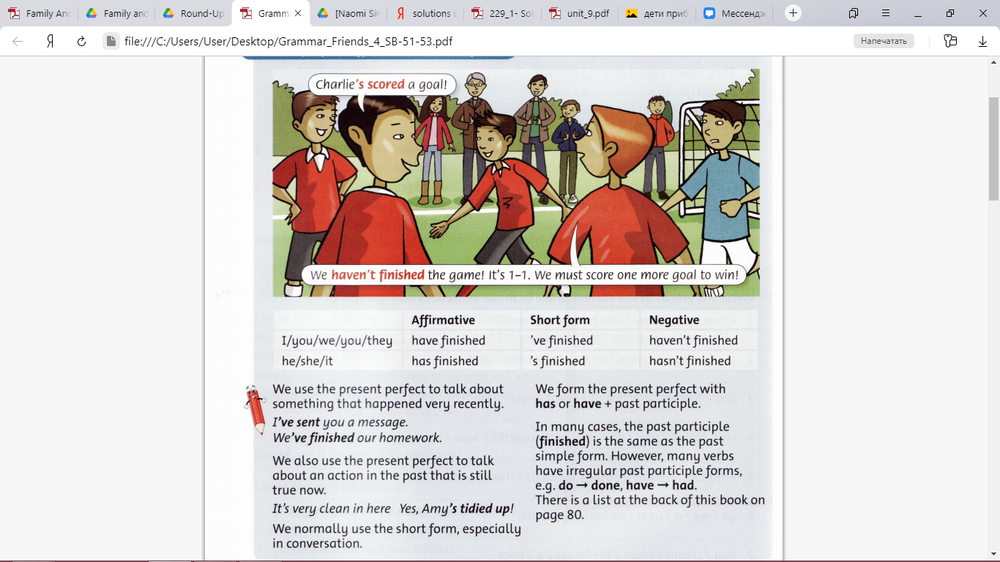 Family And
Family and
Round-Up
Gramm
[Naomi Sir
solutions u
229_1- Sol
unit_9.pdf
дети приб
Мессендж
file:///C:/Users/User/Desktop/Grammar_Friends_4_SB-51-53.pdf
Напечатать
Charlie's scored a goal!
We haven't finished the game! It's 1–1. We must score one more goal to win!
Affirmative Short form Negative
I/you/we/you/they have finished 've finished haven't finished
he/she/it has finished 's finished hasn't finished
We use the present perfect to talk about
something that happened very recently.
I've sent you a message.
We've finished our homework.
We also use the present perfect to talk
about an action in the past that is still
true now.
It's very clean in here Yes, Amy's tidied up!
We normally use the short form, especially
in conversation.
We form the present perfect with
has or have + past participle.
In many cases, the past participle
(finished) is the same as the past
simple form. However, many verbs
have irregular past participle forms,
e.g. do → done, have → had.
There is a list at the back of this book on
page 80.